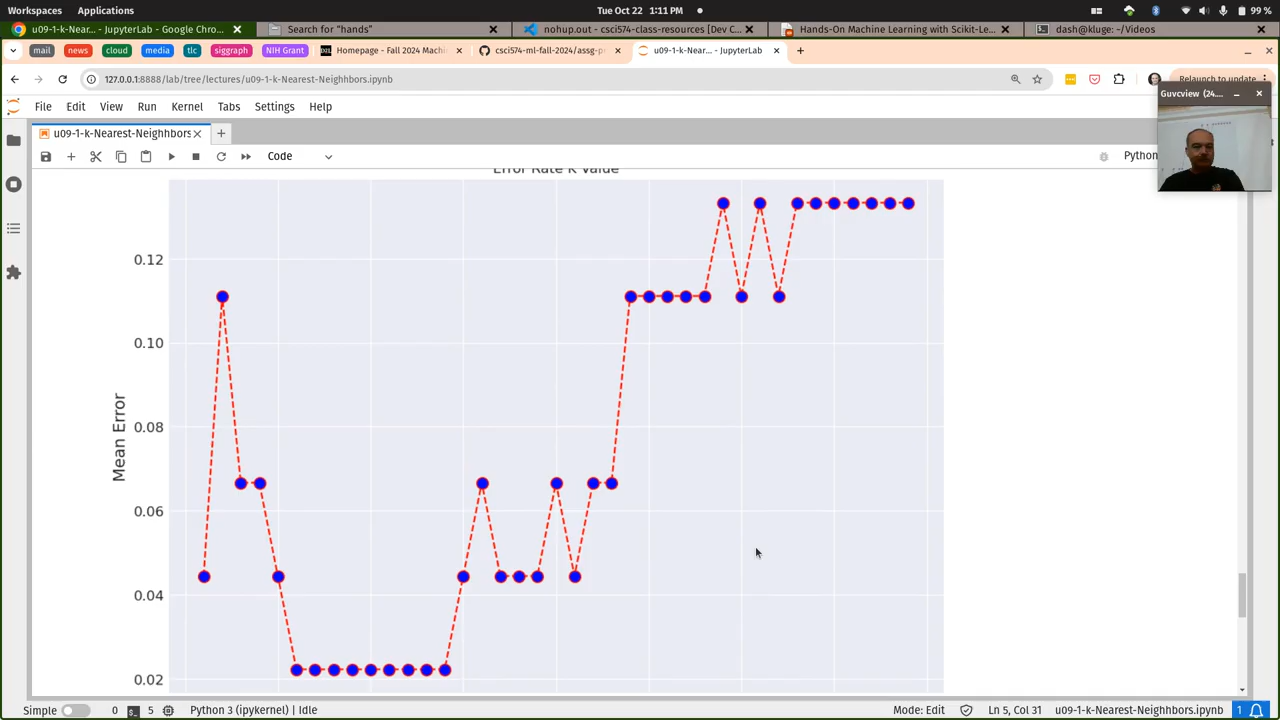 Workspaces Applications Tue Oct 22 1:11 PM 99 %
u09-1-k-Near... - JupyterLab - Google Chro... Search for "hands" nohup.out - csci574-class-resources [Dev C... Hands-On Machine Learning with Scikit-Le... dash@kluge: ~/Videos
mail news cloud media tlc siggraph NIH Grant Homepage - Fall 2024 Machi csci574-ml-fall-2024/assg-p u09-1-k-Near... - JupyterLab
127.0.0.1:8888/lab/tree/lectures/u09-1-k-Nearest-Neighhbors.ipynb Relaunch to update
Guvcview (24....
File Edit View Run Kernel Tabs Settings Help
u09-1-k-Nearest-Neighhbors
Code Python
Error Rate K Value
0.12
0.10
0.08
0.06
0.04
0.02
Mean Error
Simple 0 5 Python 3 (ipykernel) | Idle Mode: Edit Ln 5, Col 31 u09-1-k-Nearest-Neighhbors.ipynb 1